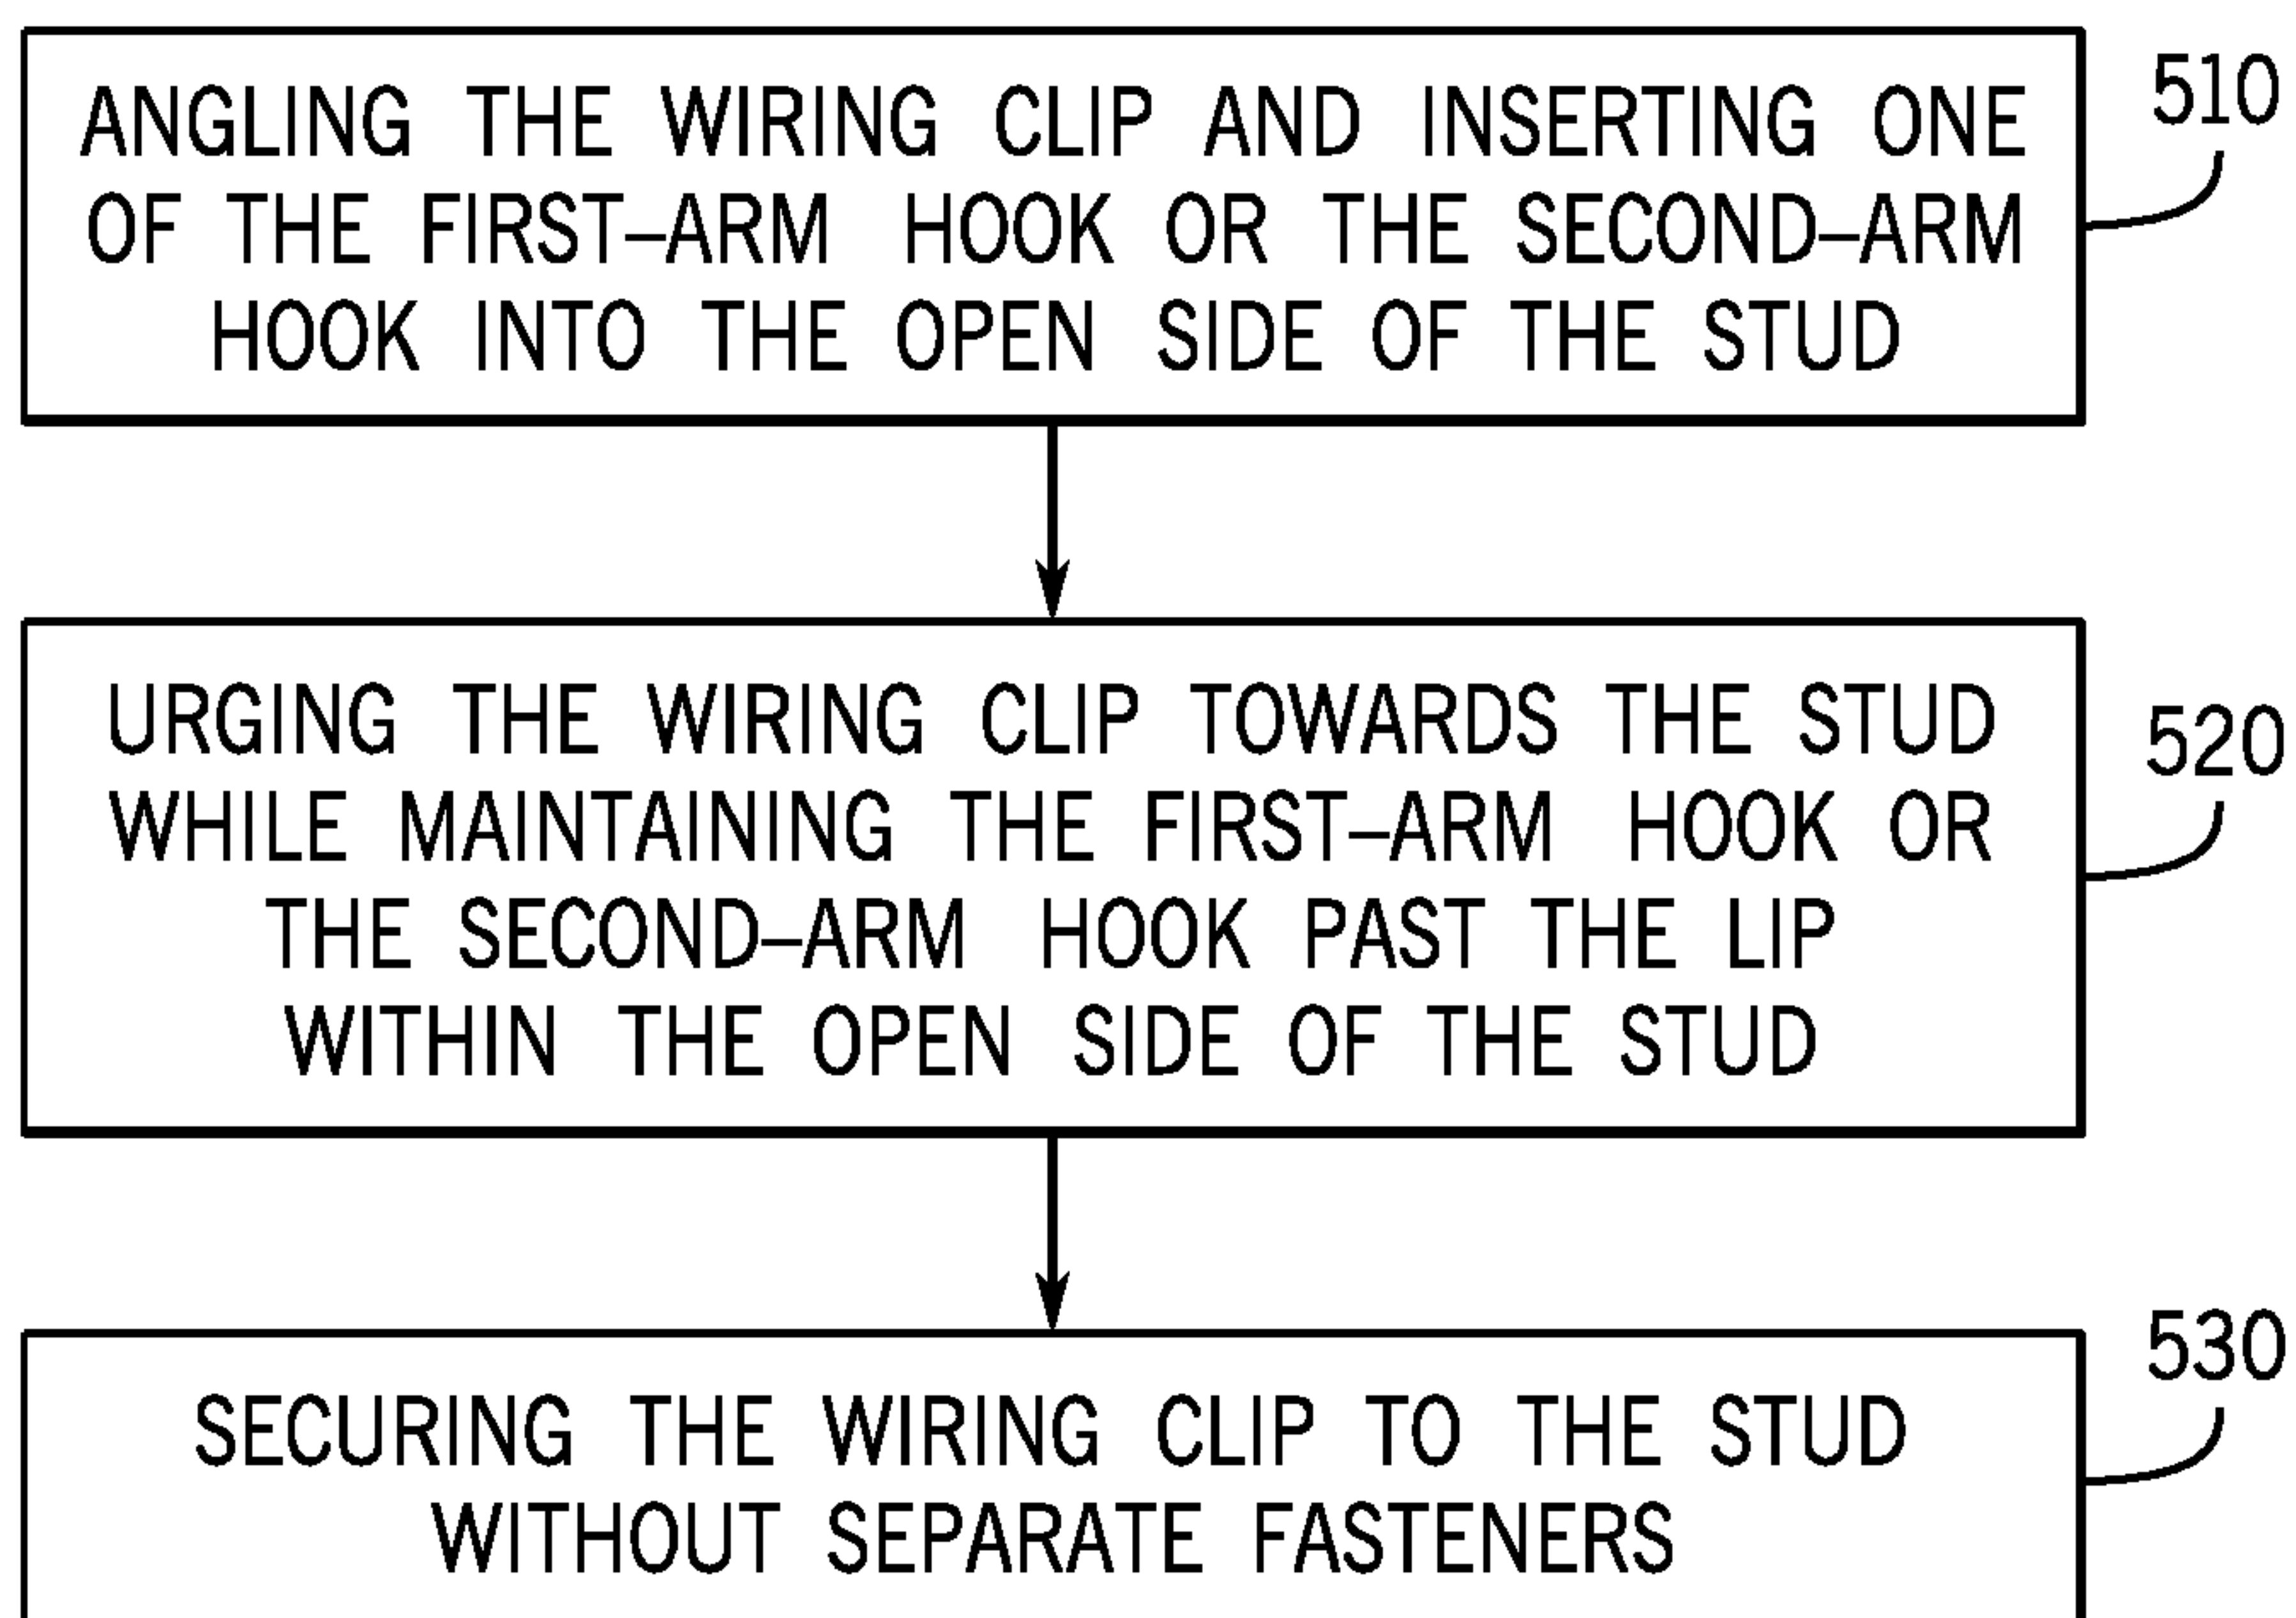 ANGLING THE WIRING CLIP AND INSERTING ONE
OF THE FIRST–ARM HOOK OR THE SECOND–ARM
HOOK INTO THE OPEN SIDE OF THE STUD
510
URGING THE WIRING CLIP TOWARDS THE STUD
WHILE MAINTAINING THE FIRST–ARM HOOK OR
THE SECOND–ARM HOOK PAST THE LIP
WITHIN THE OPEN SIDE OF THE STUD
520
SECURING THE WIRING CLIP TO THE STUD
WITHOUT SEPARATE FASTENERS
530